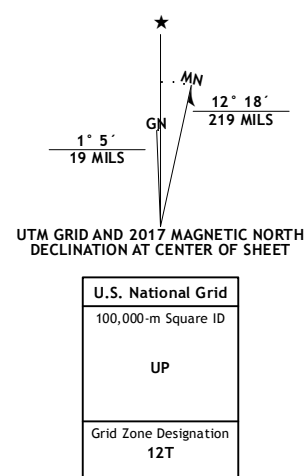 ★
MN
12° 18´
219 MILS
GN
1° 5´
19 MILS
UTM GRID AND 2017 MAGNETIC NORTH
DECLINATION AT CENTER OF SHEET
U.S. National Grid
100,000-m Square ID
UP
Grid Zone Designation
12T